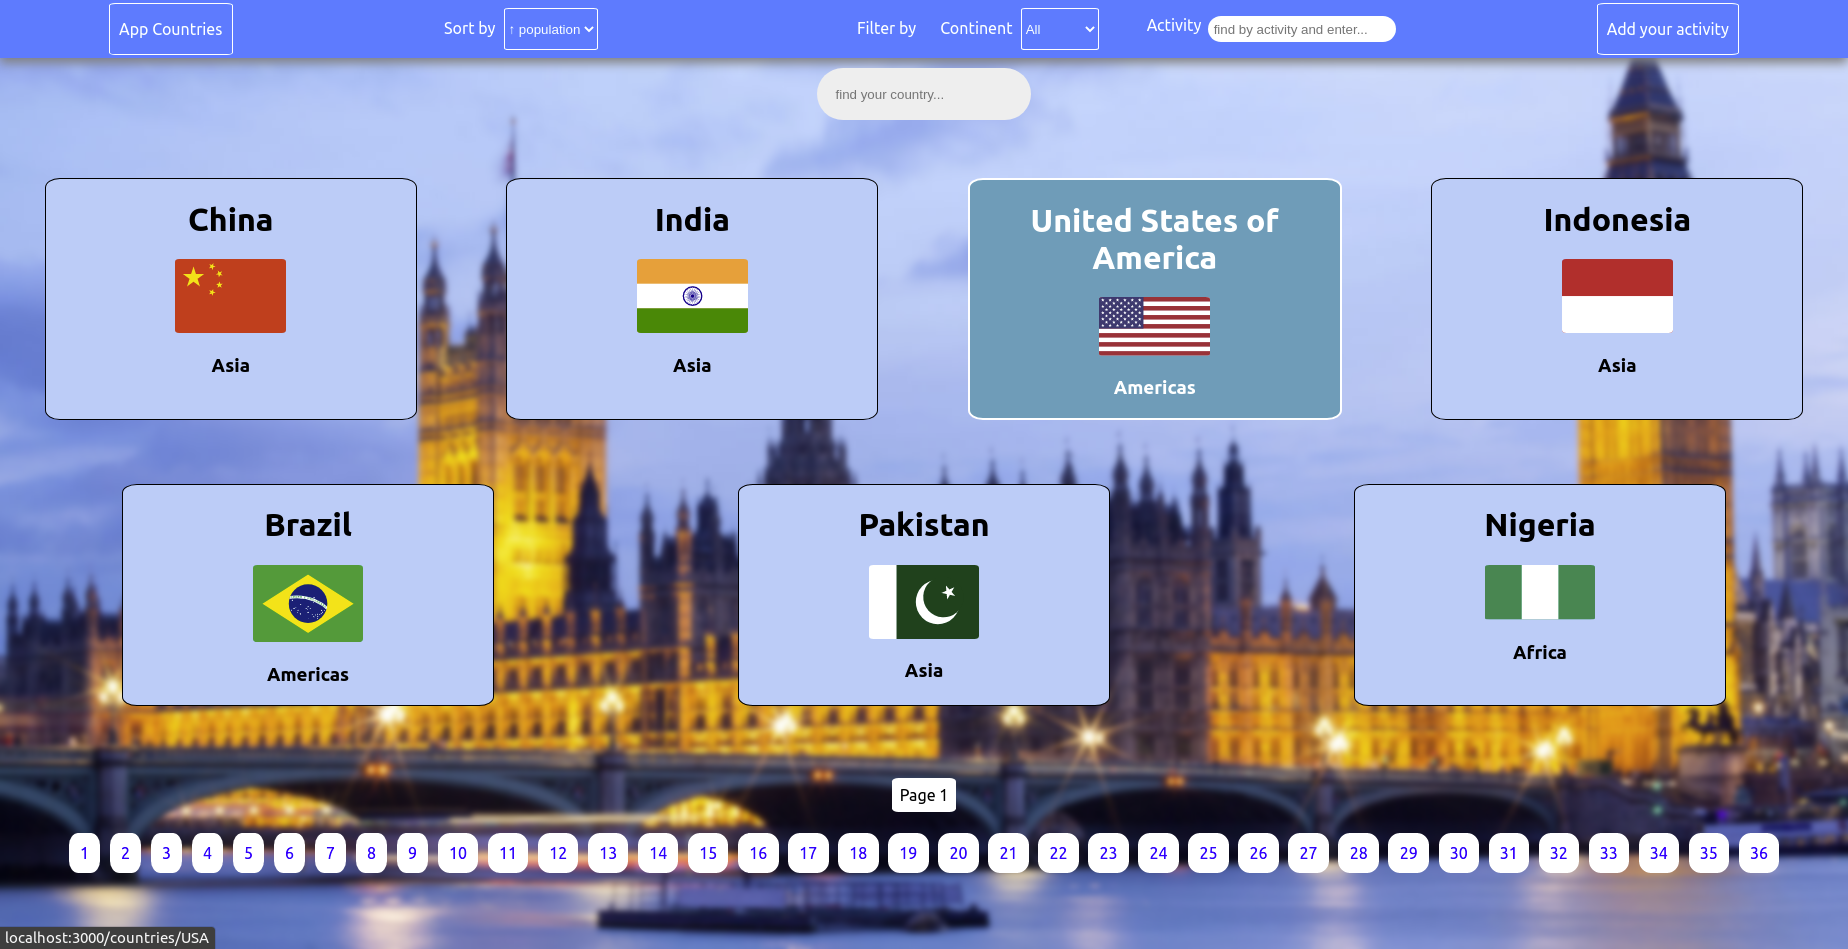 App Countries
Sort by ↑ population
Filter by Continent All Activity find by activity and enter...
Add your activity
find your country...
China
Asia
India
Asia
United States of
America
Americas
Indonesia
Asia
Brazil
Americas
Pakistan
Asia
Nigeria
Africa
Page 1
1 2 3 4 5 6 7 8 9 10 11 12 13 14 15 16 17 18 19 20 21 22 23 24 25 26 27 28 29 30 31 32 33 34 35 36
localhost:3000/countries/USA